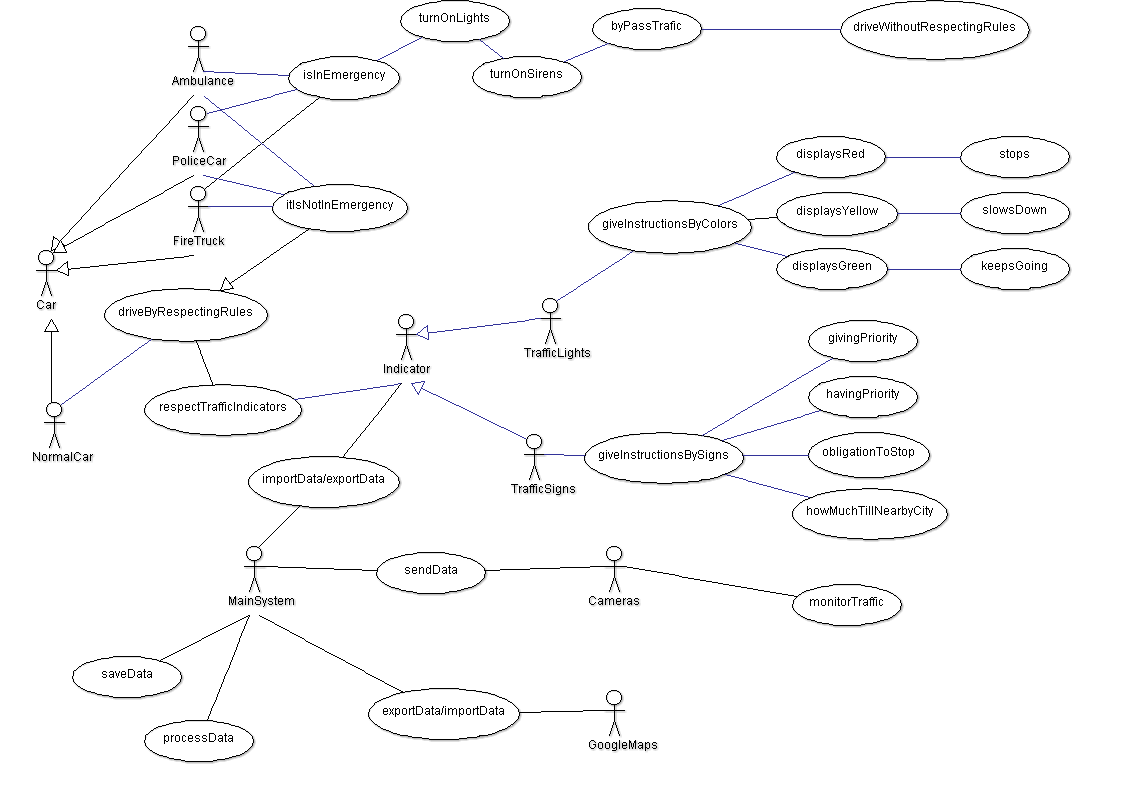 turnOnLights
byPassTrafic
driveWithoutRespectingRules
Ambulance
isInEmergency
turnOnSirens
PoliceCar
displaysRed
stops
itIsNotInEmergency
displaysYellow
slowsDown
giveInstructionsByColors
FireTruck
displaysGreen
keepsGoing
Car
driveByRespectingRules
TrafficLights
givingPriority
Indicator
havingPriority
respectTrafficIndicators
NormalCar
giveInstructionsBySigns
obligationToStop
importData/exportData
TrafficSigns
howMuchTillNearbyCity
sendData
MainSystem
Cameras
monitorTraffic
saveData
exportData/importData
processData
GoogleMaps